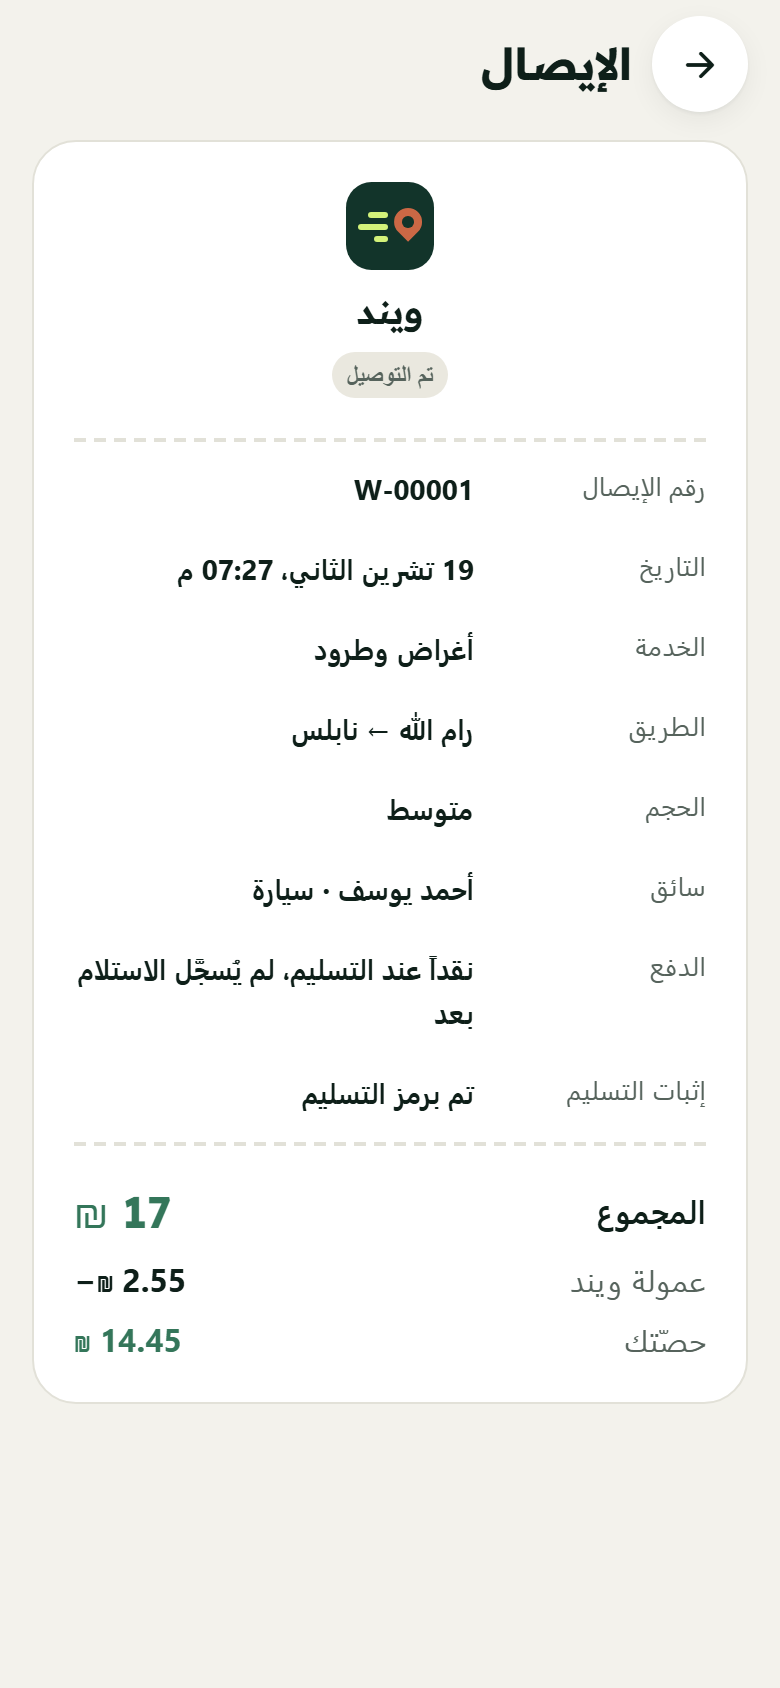 الإيصال
ويند
تم التوصيل
رقم الإيصال W-00001
التاريخ 19 تشرين الثاني، 07:27 م
الخدمة أغراض وطرود
الطريق رام الله ← نابلس
الحجم متوسط
سائق أحمد يوسف · سيارة
الدفع نقداً عند التسليم، لم يُسجَّل الاستلام
بعد
إثبات التسليم تم برمز التسليم
المجموع 17 ₪
عمولة ويند 2.55 ₪−
حصّتك 14.45 ₪